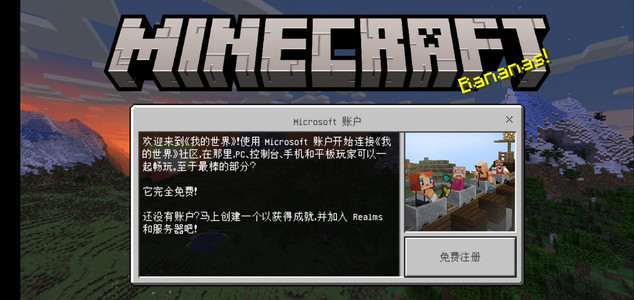 MINECRAFT
Bananas!
Microsoft 账户
欢迎来到《我的世界》!使用 Microsoft 账户开始连接《我
的世界》社区,在那里,PC、控制台、手机和平板玩家可以一
起畅玩。至于最棒的部分?
它完全免费!
还没有账户?马上创建一个以获得成就,并加入 Realms
和服务器吧!
免费注册